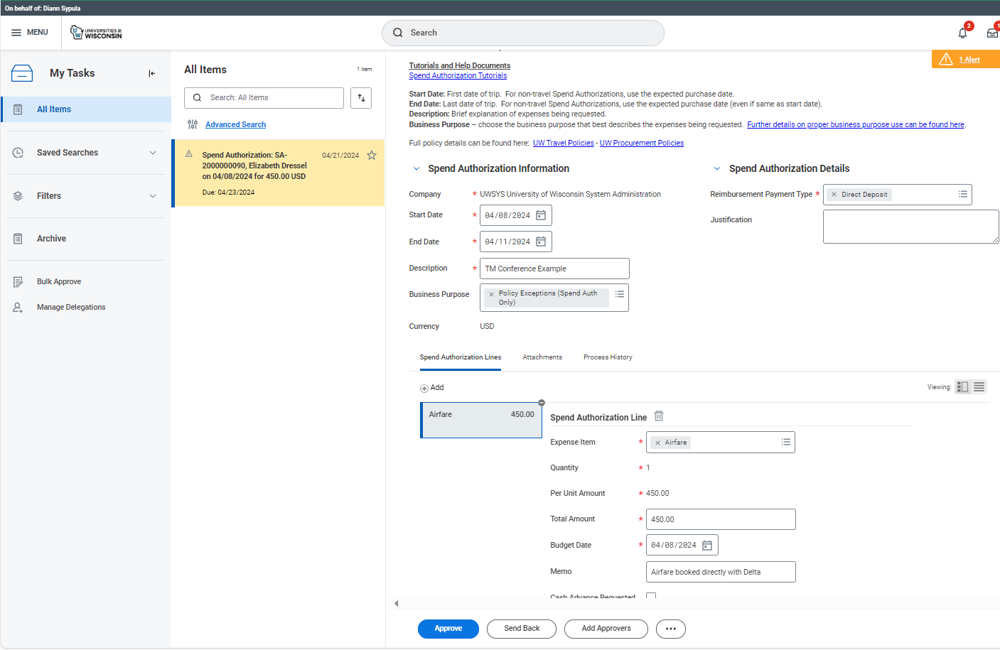 On behalf of: Diann Sypula
MENU
UW
UNIVERSITIES OF
WISCONSIN
Search
2
1
My Tasks
All Items
Saved Searches
Filters
Archive
Bulk Approve
Manage Delegations
All Items
1 item
Search: All Items
Advanced Search
Spend Authorization: SA-
2000000090, Elizabeth Dressel
on 04/08/2024 for 450.00 USD
04/21/2024
Due: 04/23/2024
1 Alert
Tutorials and Help Documents
Spend Authorization Tutorials
Start Date: First date of trip. For non-travel Spend Authorizations, use the expected purchase date.
End Date: Last date of trip. For non-travel Spend Authorizations, use the expected purchase date (even if same as start date).
Description: Brief explanation of expenses being requested.
Business Purpose – choose the business purpose that best describes the expenses being requested. Further details on proper business purpose use can be found here.
Full policy details can be found here: UW Travel Policies - UW Procurement Policies
Spend Authorization Information
Company * UWSYS University of Wisconsin System Administration
Start Date * 04/08/2024
End Date * 04/11/2024
Description * TM Conference Example
Business Purpose × Policy Exceptions (Spend Auth
Only)
Currency USD
Spend Authorization Details
Reimbursement Payment Type * × Direct Deposit
Justification
Spend Authorization Lines Attachments Process History
Add
Viewing:
Airfare 450.00
Spend Authorization Line
Expense Item * × Airfare
Quantity * 1
Per Unit Amount * 450.00
Total Amount * 450.00
Budget Date * 04/08/2024
Memo Airfare booked directly with Delta
Cash Advance Requested
Approve Send Back Add Approvers ...